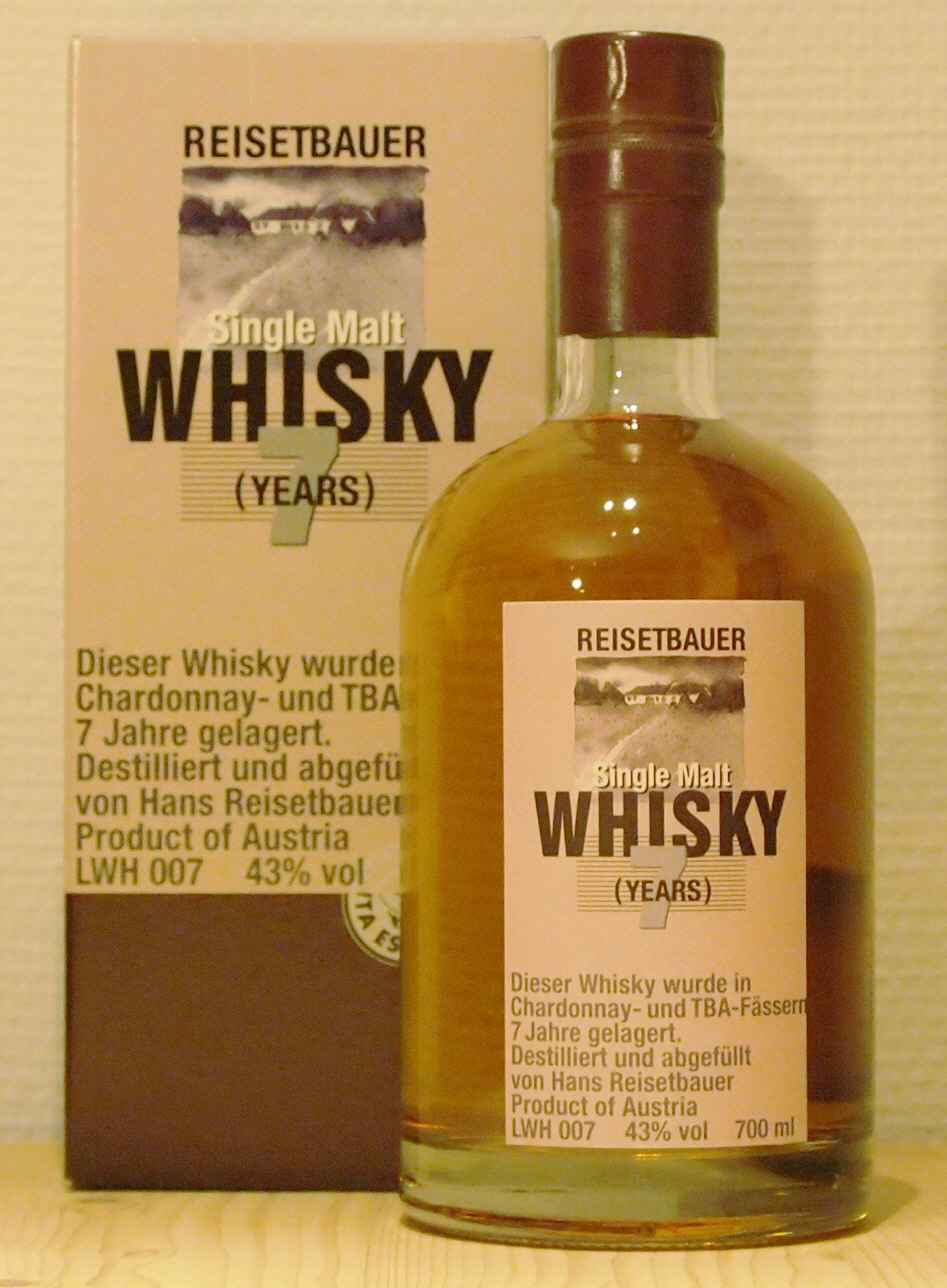 REISETBAUER
Single Malt
WHISKY
7
(YEARS)
Dieser Whisky wurde
Chardonnay- und TBA
7 Jahre gelagert.
Destilliert und abgefü
von Hans Reisetbauer
Product of Austria
LWH 007 43% vol
REISETBAUER
Single Malt
WHISKY
7
(YEARS)
Dieser Whisky wurde in
Chardonnay- und TBA-Fässern
7 Jahre gelagert.
Destilliert und abgefüllt
von Hans Reisetbauer
Product of Austria
LWH 007 43% vol 700 ml